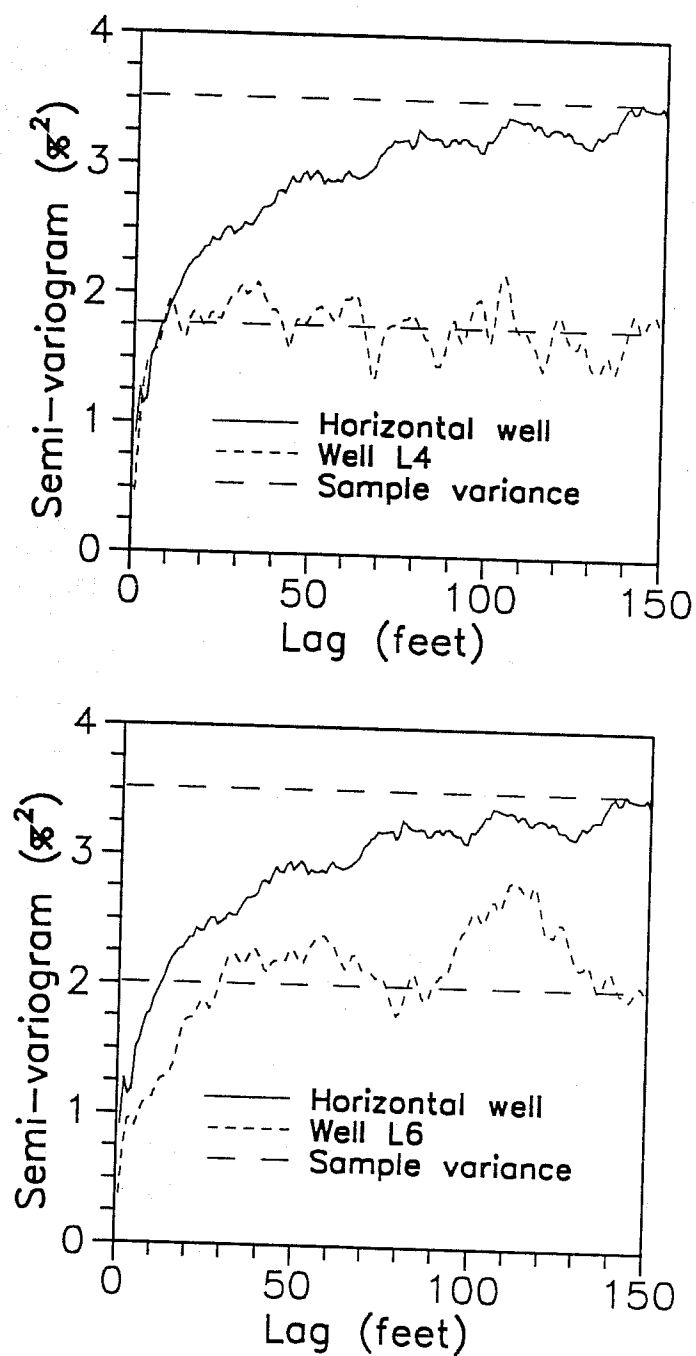 4
3
2
1
0
Semi-variogram (%²)
Horizontal well
Well L4
Sample variance
0 50 100 150
Lag (feet)
4
3
2
1
0
Semi-variogram (%²)
Horizontal well
Well L6
Sample variance
0 50 100 150
Lag (feet)